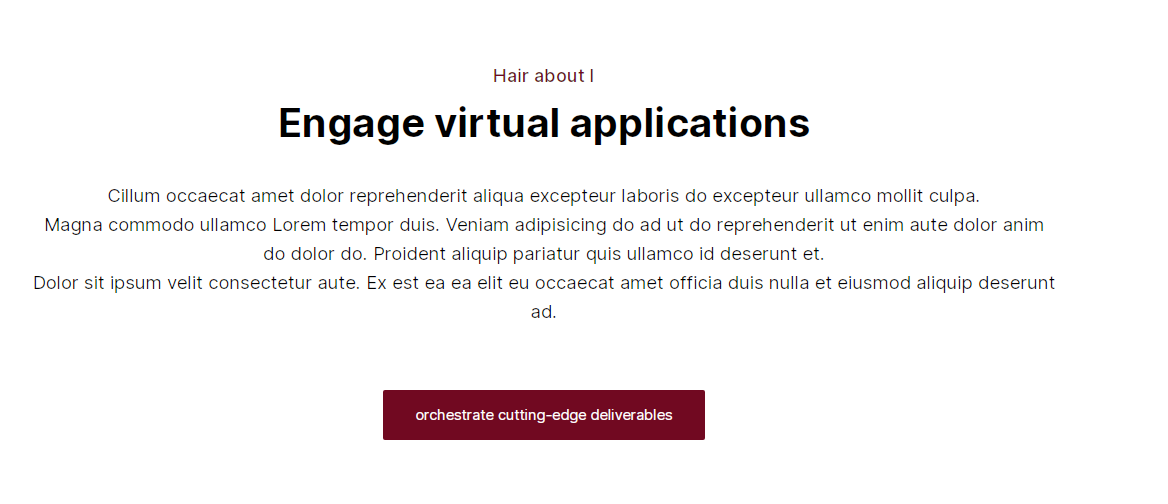 Hair about I
Engage virtual applications
Cillum occaecat amet dolor reprehenderit aliqua excepteur laboris do excepteur ullamco mollit culpa.
Magna commodo ullamco Lorem tempor duis. Veniam adipisicing do ad ut do reprehenderit ut enim aute dolor anim
do dolor do. Proident aliquip pariatur quis ullamco id deserunt et.
Dolor sit ipsum velit consectetur aute. Ex est ea ea elit eu occaecat amet officia duis nulla et eiusmod aliquip deserunt
ad.
orchestrate cutting-edge deliverables